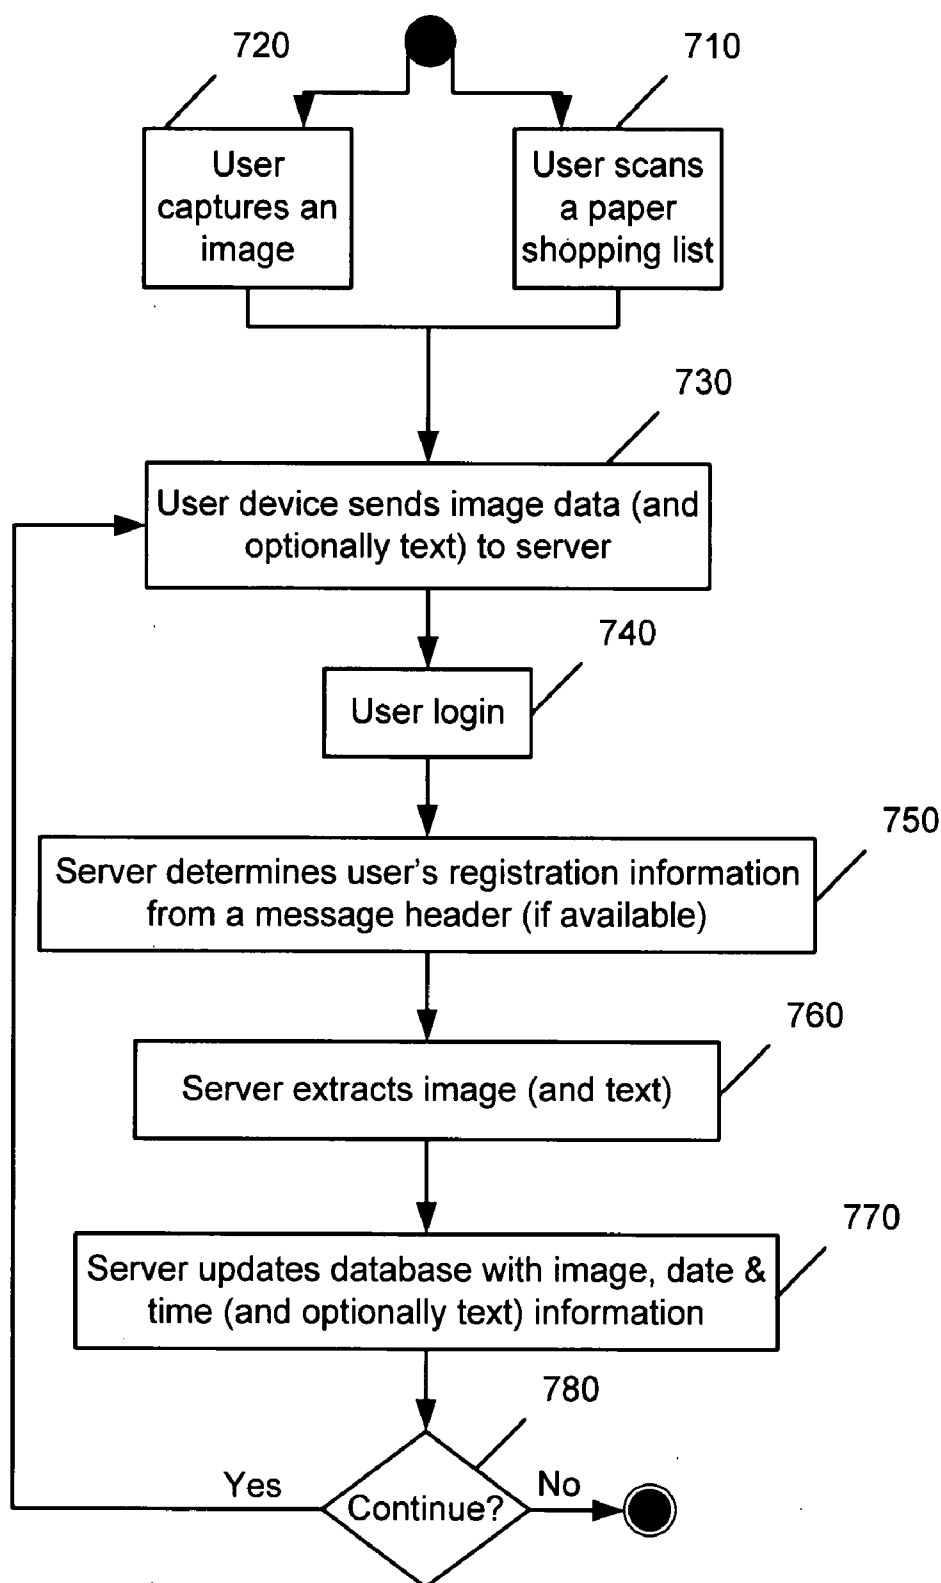 720
710
User
captures an
image
User scans
a paper
shopping list
730
User device sends image data (and
optionally text) to server
740
User login
750
Server determines user's registration information
from a message header (if available)
760
Server extracts image (and text)
770
Server updates database with image, date &
time (and optionally text) information
780
Yes
Continue?
No